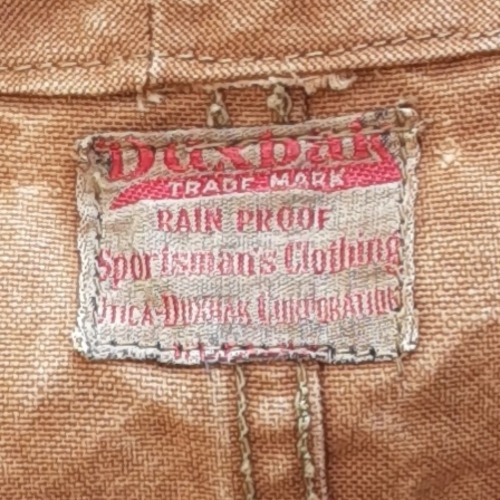 Duxbak
TRADE MARK
RAIN PROOF
Sportsman's Clothing
UTICA-DUXBAK CORPORATION